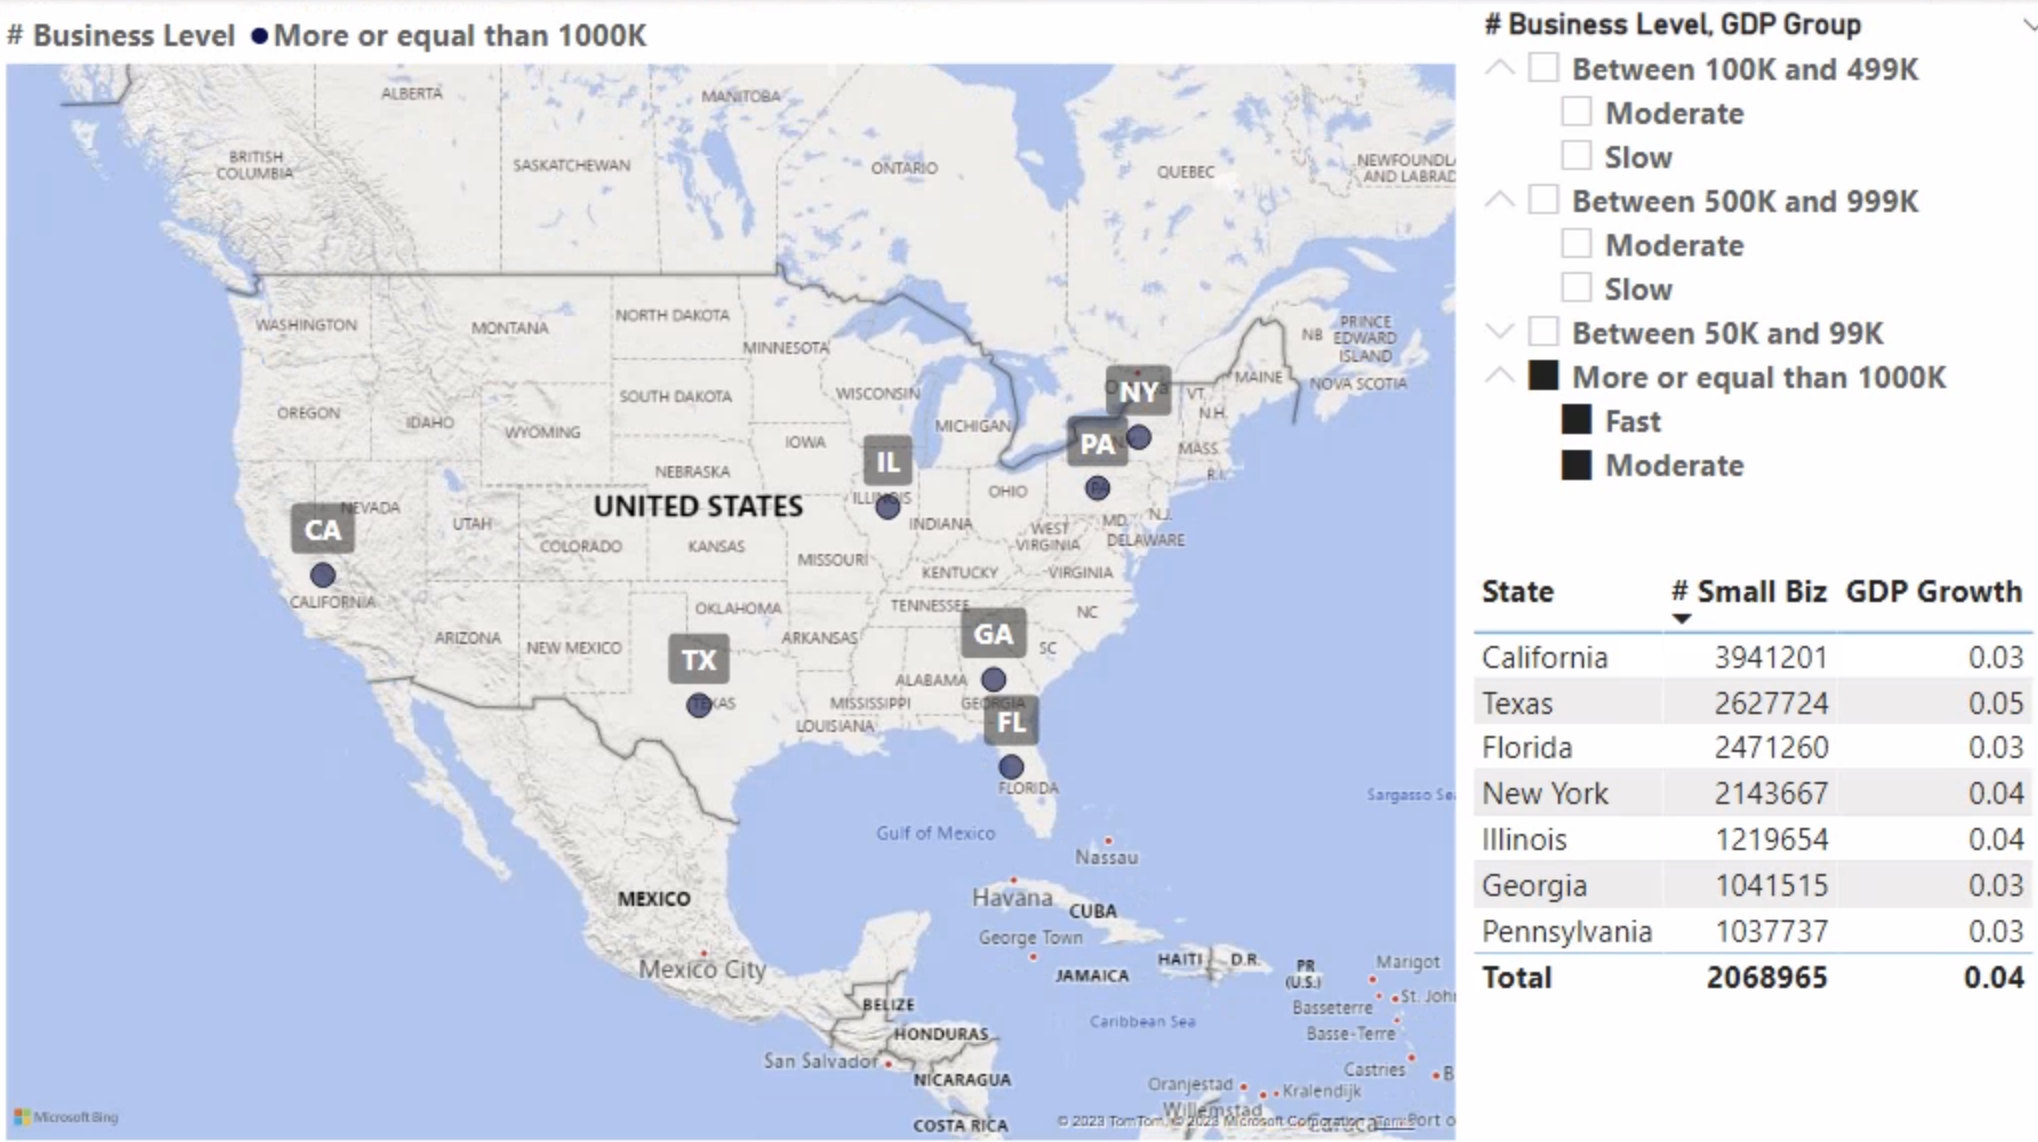 # Business Level ●More or equal than 1000K
ALBERTA
MANITOBA
BRITISH
COLUMBIA
SASKATCHEWAN
ONTARIO
QUEBEC
WASHINGTON
MONTANA
NORTH DAKOTA
MINNESOTA
NB
PRINCE
EDWARD
ISLAND
NOVA SCOTIA
MAINE
VT.
N.H.
NY
OREGON
IDAHO
WYOMING
SOUTH DAKOTA
WISCONSIN
MICHIGAN
IOWA
PA
MASS.
R.I.
NEBRASKA
IL
ILLINOIS
OHIO
PA
NEVADA
CA
UTAH
UNITED STATES
INDIANA
WEST
VIRGINIA
MD.
N.J.
DELAWARE
COLORADO
KANSAS
MISSOURI
KENTUCKY
VIRGINIA
CALIFORNIA
OKLAHOMA
TENNESSEE
NC
ARIZONA
NEW MEXICO
ARKANSAS
GA
SC
TX
TEXAS
ALABAMA
MISSISSIPPI
GEORGIA
LOUISIANA
FL
FLORIDA
Gulf of Mexico
Nassau
MEXICO
Havana
CUBA
George Town
Mexico City
JAMAICA
HAITI
D.R.
PR
(U.S.)
Marigot
Basseterre
Basse-Terre
BELIZE
Caribbean Sea
HONDURAS
San Salvador
Castries
NICARAGUA
Oranjestad
Kralendijk
Willemstad
COSTA RICA
Microsoft Bing
© 2023 TomTom, © 2023 Microsoft Corporation Terms
# Business Level, GDP Group
Between 100K and 499K
Moderate
Slow
Between 500K and 999K
Moderate
Slow
Between 50K and 99K
More or equal than 1000K
Fast
Moderate
State # Small Biz GDP Growth
California 3941201 0.03
Texas 2627724 0.05
Florida 2471260 0.03
New York 2143667 0.04
Illinois 1219654 0.04
Georgia 1041515 0.03
Pennsylvania 1037737 0.03
Total 2068965 0.04